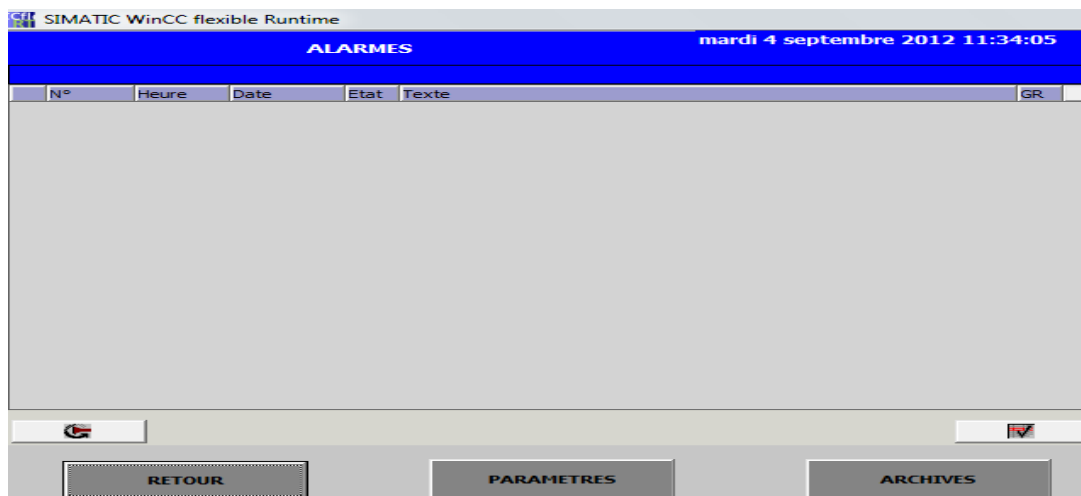 SIMATIC WinCC flexible Runtime
ALARMES mardi 4 septembre 2012 11:34:05
N° Heure Date Etat Texte GR
RETOUR PARAMETRES ARCHIVES